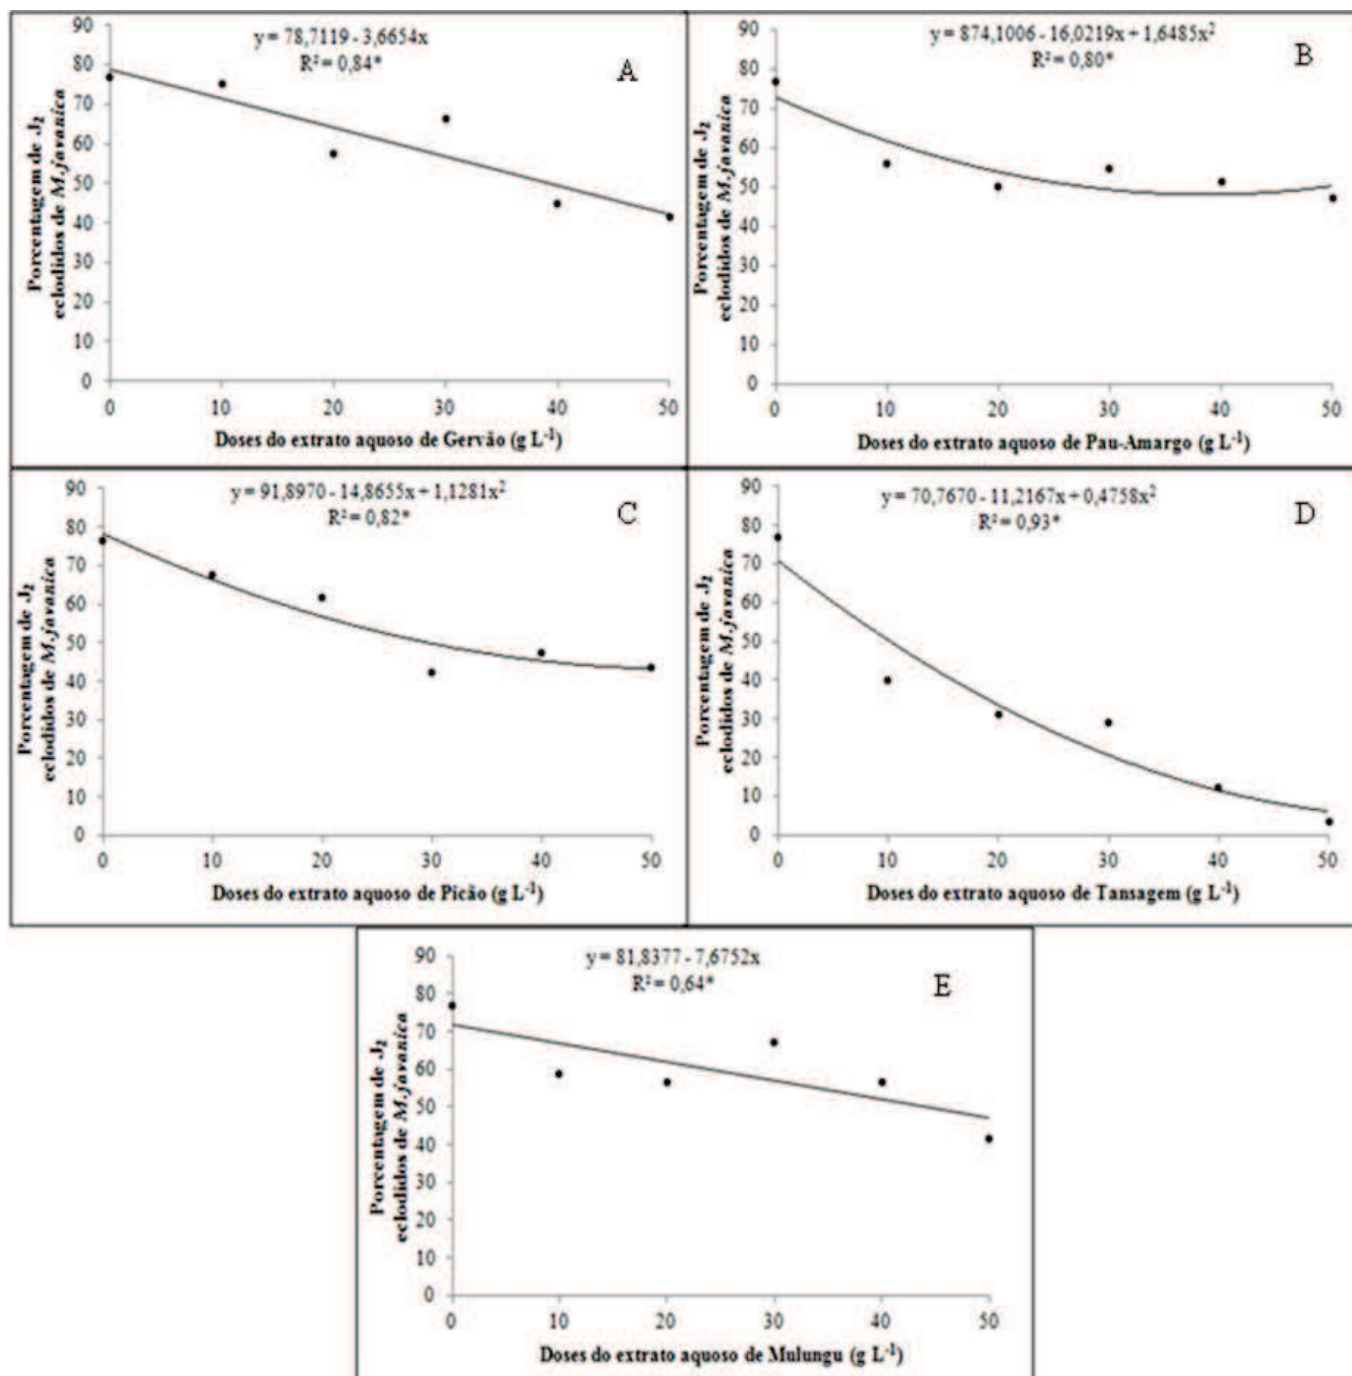 y = 78,7119 - 3,6654x
R² = 0,84*
A
Porcentagem de J₂
eclodidos de M.javanica
90
80
70
60
50
40
30
20
10
0
0 10 20 30 40 50
Doses do extrato aquoso de Gervão (g L⁻¹)
y = 874,1006 - 16,0219x + 1,6485x²
R² = 0,80*
B
Porcentagem de J₂
eclodidos de M.javanica
90
80
70
60
50
40
30
20
10
0
0 10 20 30 40 50
Doses do extrato aquoso de Pau-Amargo (g L⁻¹)
y = 91,8970 - 14,8655x + 1,1281x²
R² = 0,82*
C
Porcentagem de J₂
eclodidos de M.javanica
90
80
70
60
50
40
30
20
10
0
0 10 20 30 40 50
Doses do extrato aquoso de Picão (g L⁻¹)
y = 70,7670 - 11,2167x + 0,4758x²
R² = 0,93*
D
Porcentagem de J₂
eclodidos de M.javanica
90
80
70
60
50
40
30
20
10
0
0 10 20 30 40 50
Doses do extrato aquoso de Tansagem (g L⁻¹)
y = 81,8377 - 7,6752x
R² = 0,64*
E
Porcentagem de J₂
eclodidos de M.javanica
90
80
70
60
50
40
30
20
10
0
0 10 20 30 40 50
Doses do extrato aquoso de Mulungu (g L⁻¹)